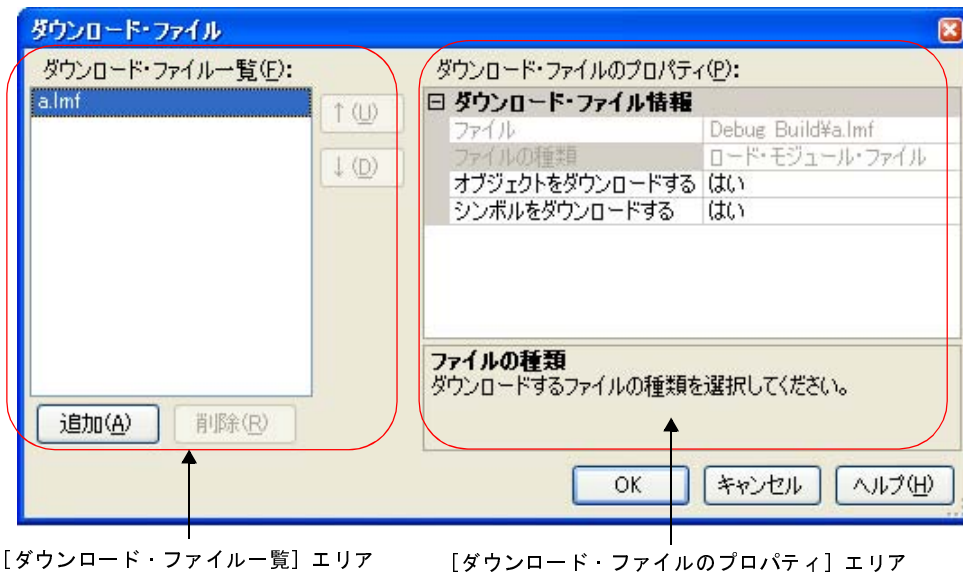 ダウンロード・ファイル
ダウンロード・ファイル一覧(F):
a.lmf
↑(U)
↓(D)
追加(A)
削除(R)
ダウンロード・ファイルのプロパティ(P):
ダウンロード・ファイル情報
ファイル Debug Build¥a.lmf
ファイルの種類 ロード・モジュール・ファイル
オブジェクトをダウンロードする はい
シンボルをダウンロードする はい
ファイルの種類
ダウンロードするファイルの種類を選択してください。
OK キャンセル ヘルプ(H)
[ダウンロード・ファイル一覧] エリア
[ダウンロード・ファイルのプロパティ] エリア